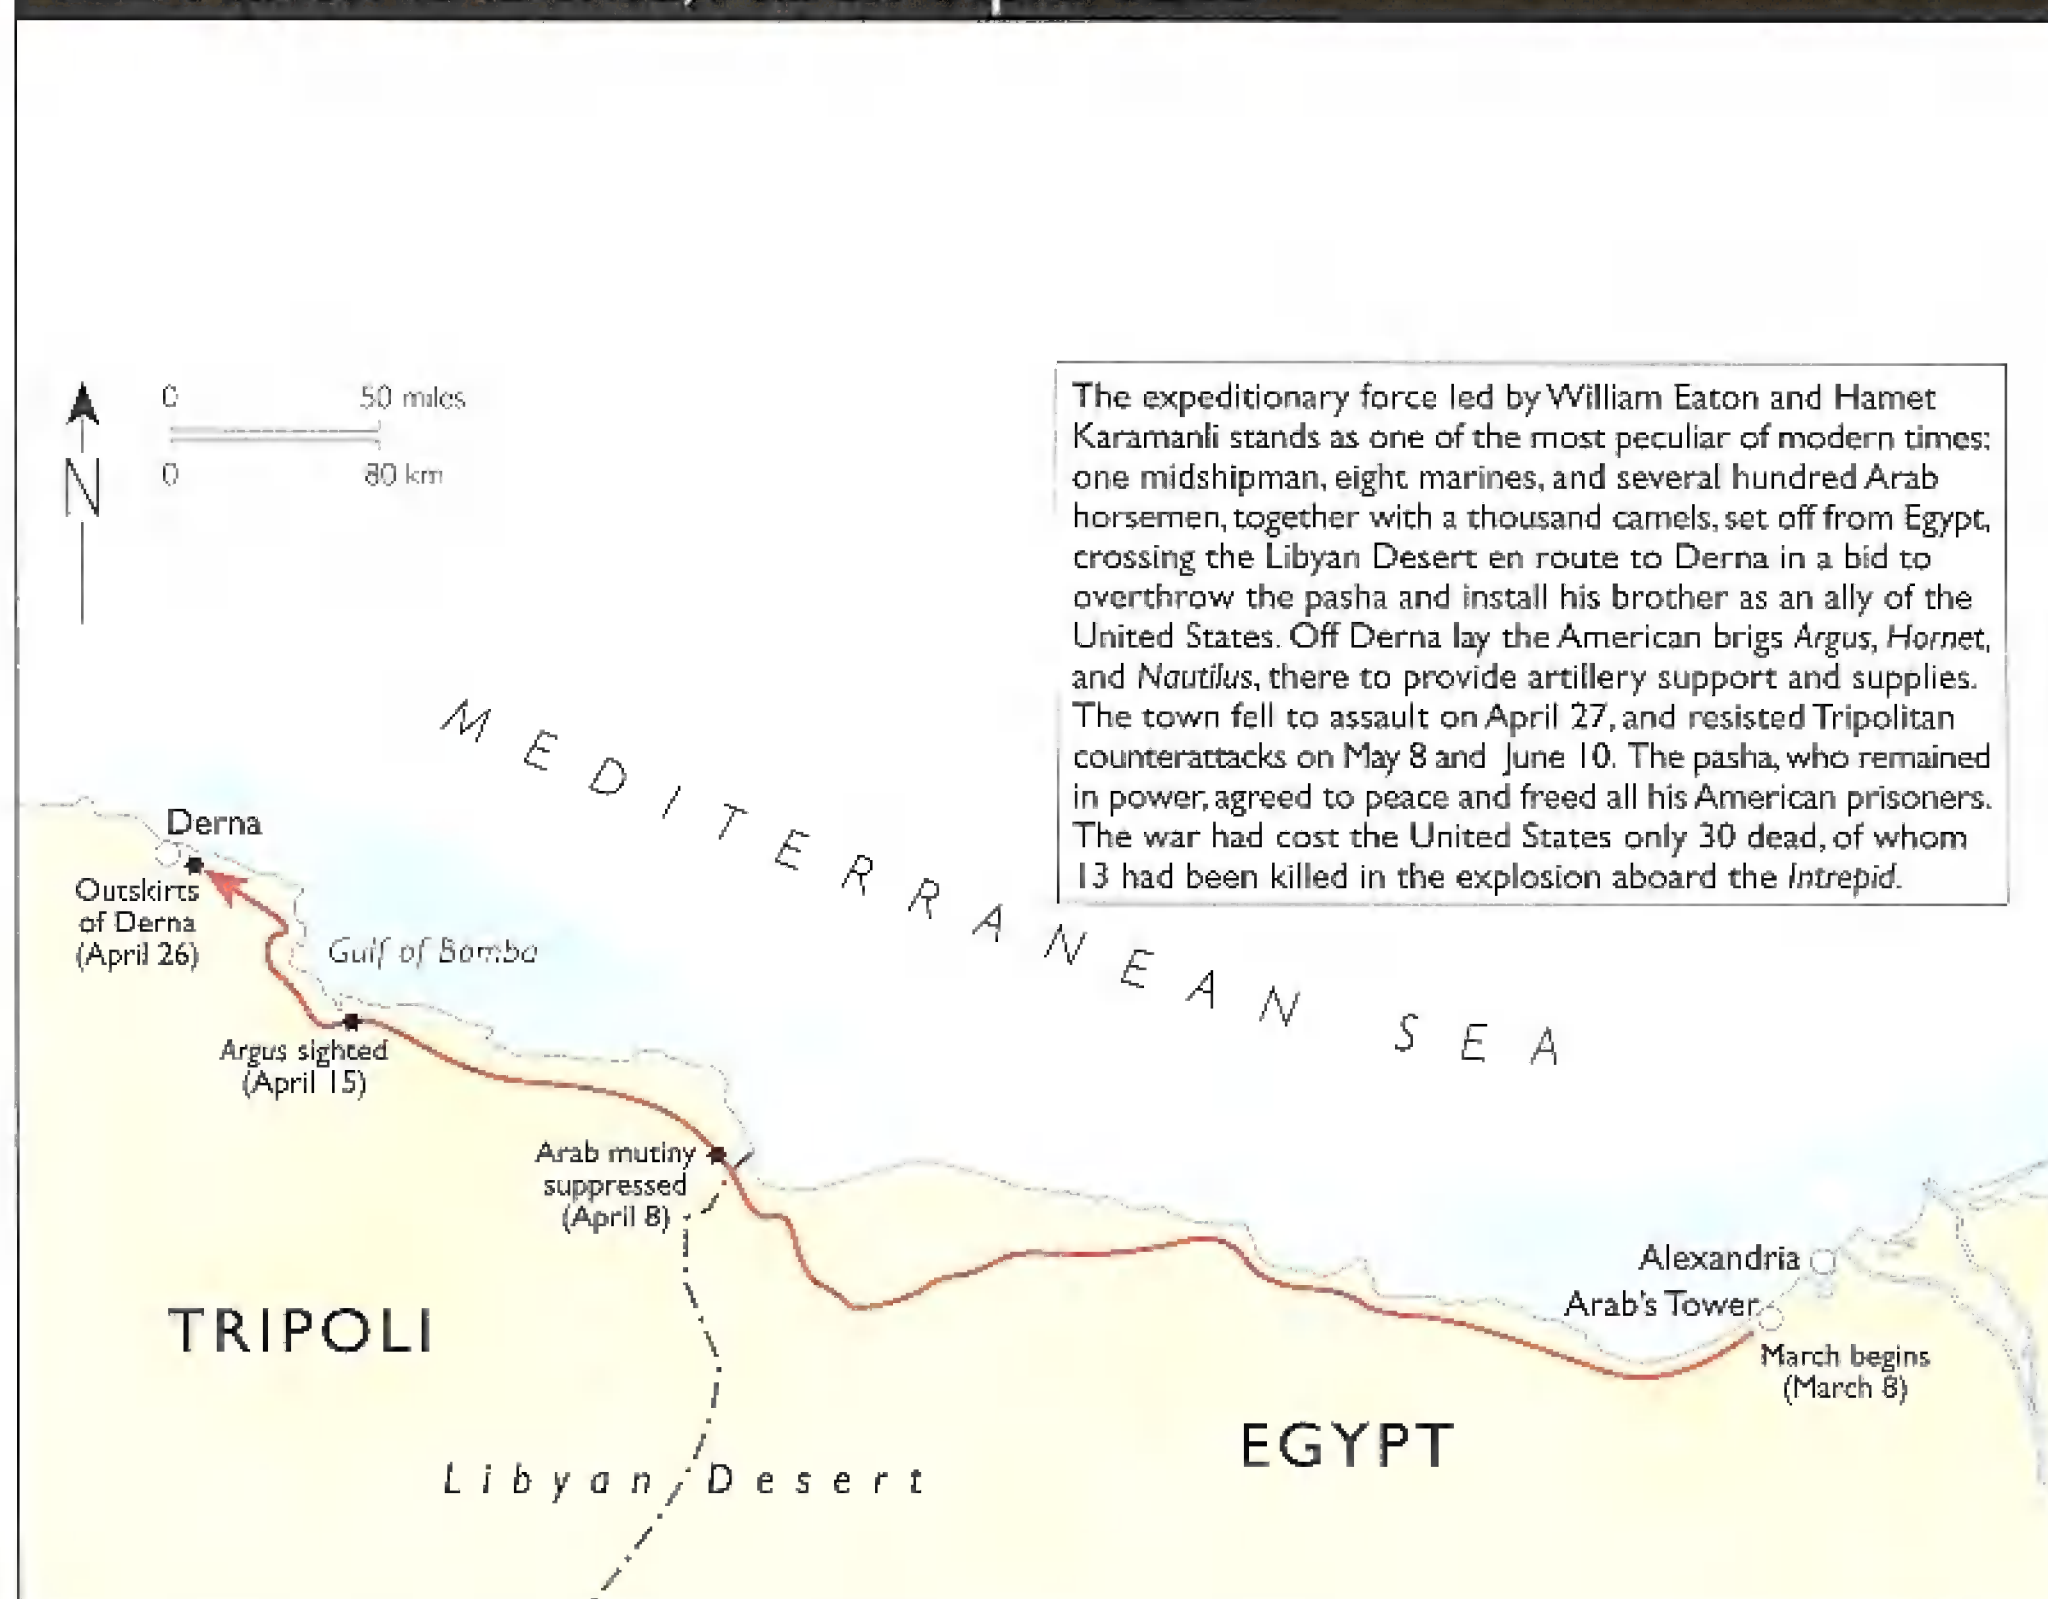 0 50 miles
N
0 80 km
The expeditionary force led by William Eaton and Hamet
Karamanli stands as one of the most peculiar of modern times:
one midshipman, eight marines, and several hundred Arab
horsemen, together with a thousand camels, set off from Egypt,
crossing the Libyan Desert en route to Derna in a bid to
overthrow the pasha and install his brother as an ally of the
United States. Off Derna lay the American brigs Argus, Hornet,
and Nautilus, there to provide artillery support and supplies.
The town fell to assault on April 27, and resisted Tripolitan
counterattacks on May 8 and June 10. The pasha, who remained
in power, agreed to peace and freed all his American prisoners.
The war had cost the United States only 30 dead, of whom
13 had been killed in the explosion aboard the Intrepid.
MEDITERRANEAN SEA
Derna
Outskirts
of Derna
(April 26)
Gulf of Bomba
Argus sighted
(April 15)
Arab mutiny
suppressed
(April 8)
Alexandria
Arab's Tower
March begins
(March 8)
TRIPOLI
EGYPT
Libyan Desert